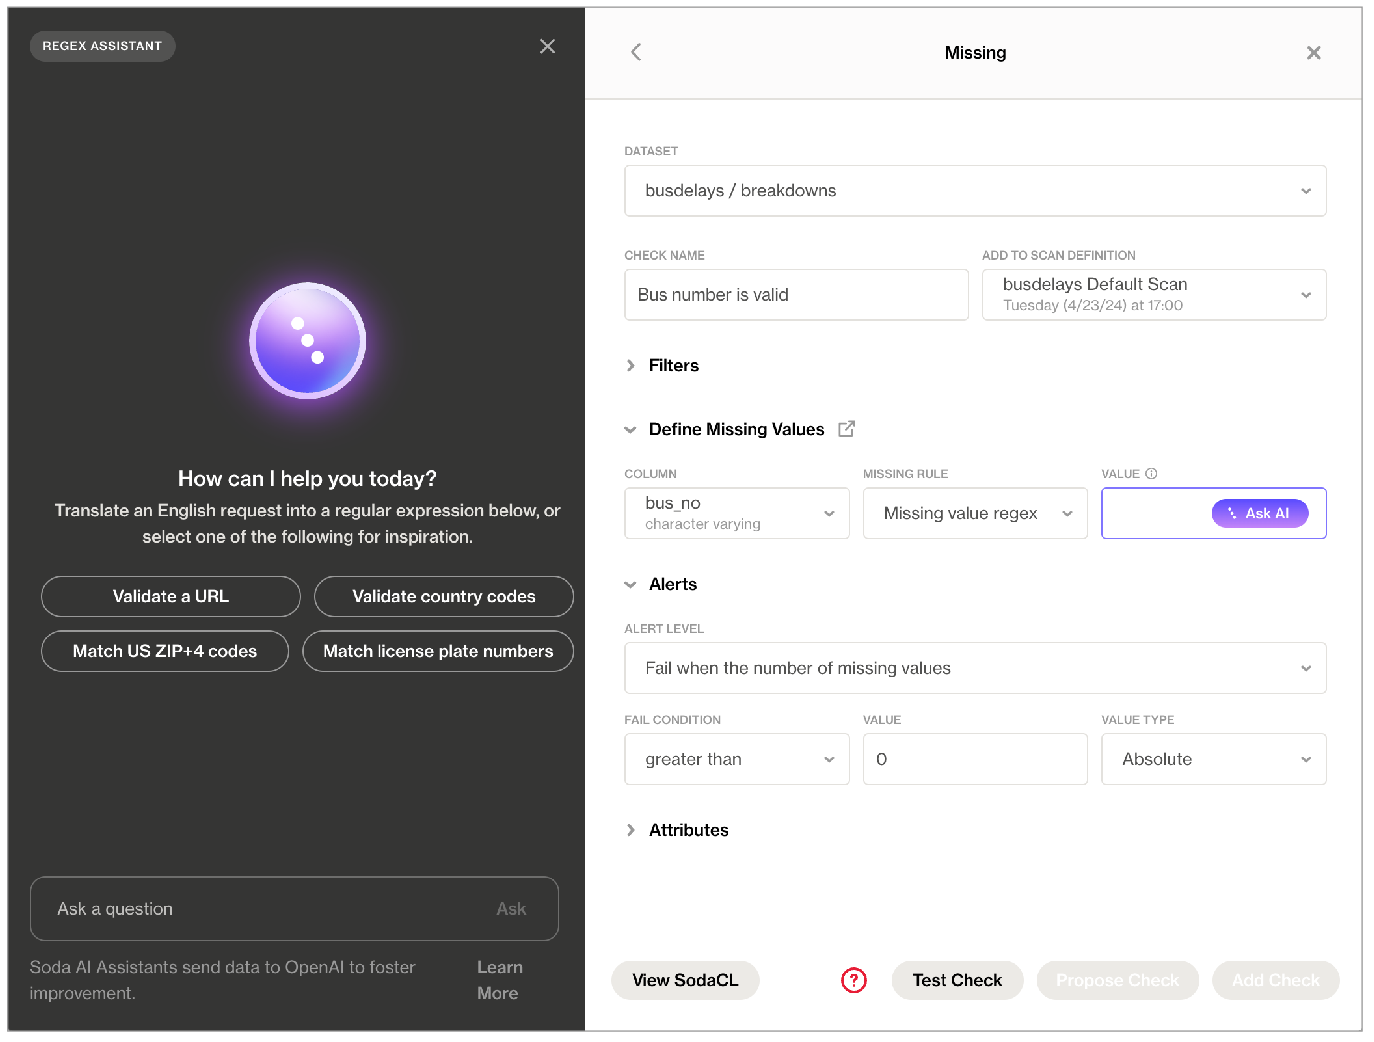 REGEX ASSISTANT
How can I help you today?
Translate an English request into a regular expression below, or
select one of the following for inspiration.
Validate a URL
Validate country codes
Match US ZIP+4 codes
Match license plate numbers
Ask a question
Ask
Soda AI Assistants send data to OpenAI to foster
improvement.
Learn
More
Missing
DATASET
busdelays / breakdowns
CHECK NAME
ADD TO SCAN DEFINITION
Bus number is valid
busdelays Default Scan
Tuesday (4/23/24) at 17:00
Filters
Define Missing Values
COLUMN
MISSING RULE
VALUE
bus_no
character varying
Missing value regex
Ask AI
Alerts
ALERT LEVEL
Fail when the number of missing values
FAIL CONDITION
VALUE
VALUE TYPE
greater than
0
Absolute
Attributes
View SodaCL
?
Test Check
Propose Check
Add Check